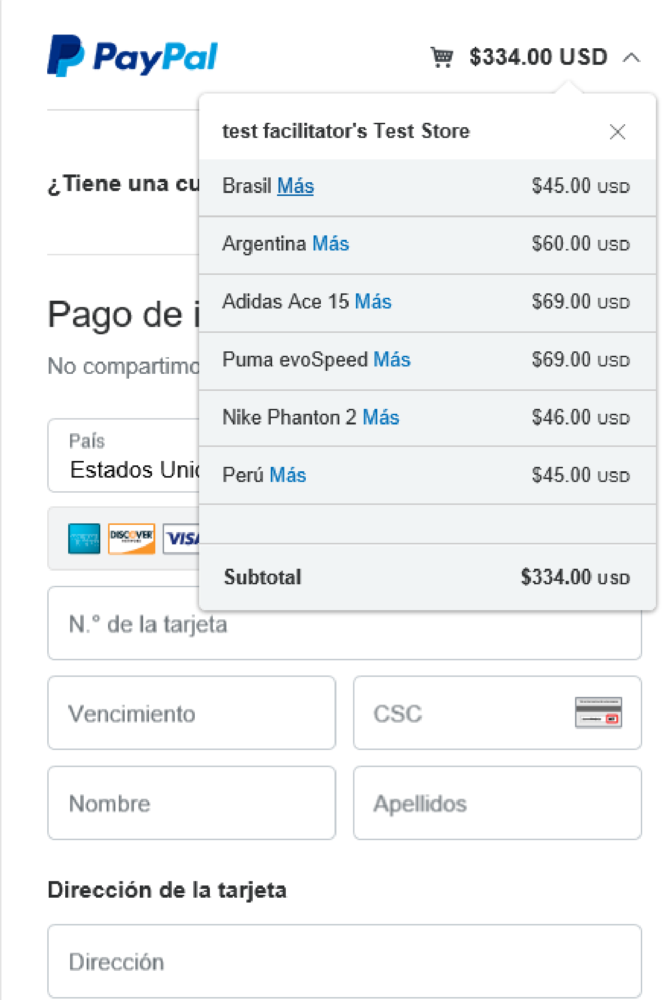 PayPal
$334.00 USD
test facilitator's Test Store
¿Tiene una
Brasil Más $45.00 USD
Argentina Más $60.00 USD
Adidas Ace 15 Más $69.00 USD
Pago de
No
Puma evoSpeed Más $69.00 USD
Nike Phanton 2 Más $46.00 USD
País
Estados
Perú Más $45.00 USD
DISCOVER
VISA
Subtotal $334.00 USD
N.° de la tarjeta
Vencimiento CSC
Nombre Apellidos
Dirección de la tarjeta
Dirección